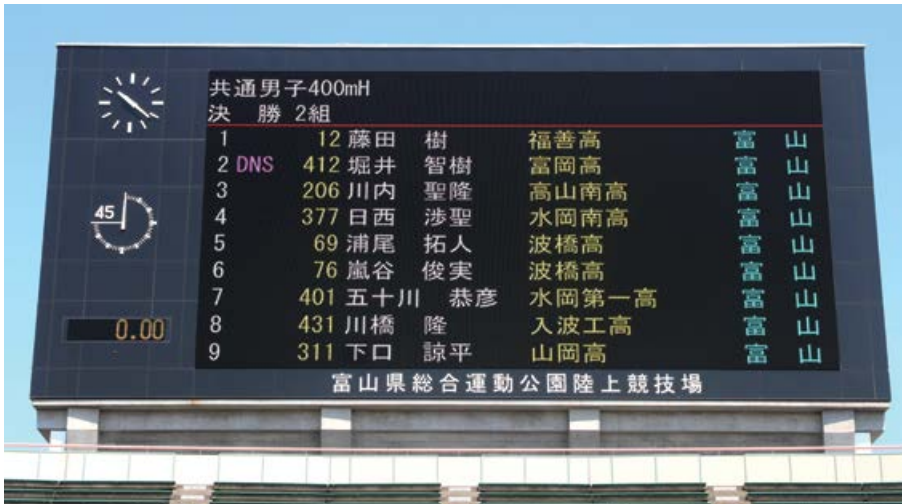 共通男子400mH
決 勝 2組
1 12 藤田 樹 福善高 富 山
2 DNS 412 堀井 智樹 富岡高 富 山
3 206 川内 聖隆 高山南高 富 山
4 377 日西 渉聖 水岡南高 富 山
5 69 浦尾 拓人 波橋高 富 山
6 76 嵐谷 俊実 波橋高 富 山
7 401 五十川 恭彦 水岡第一高 富 山
8 431 川橋 隆 入波工高 富 山
9 311 下口 諒平 山岡高 富 山
45
0.00
富山県総合運動公園陸上競技場